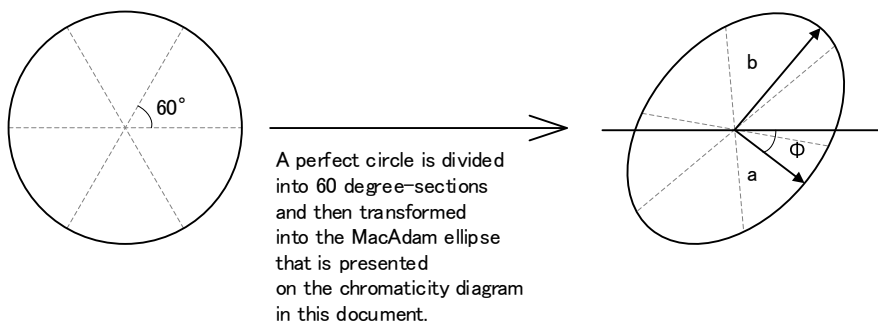 60°
A perfect circle is divided
into 60 degree-sections
and then transformed
into the MacAdam ellipse
that is presented
on the chromaticity diagram
in this document.
b
Φ
a